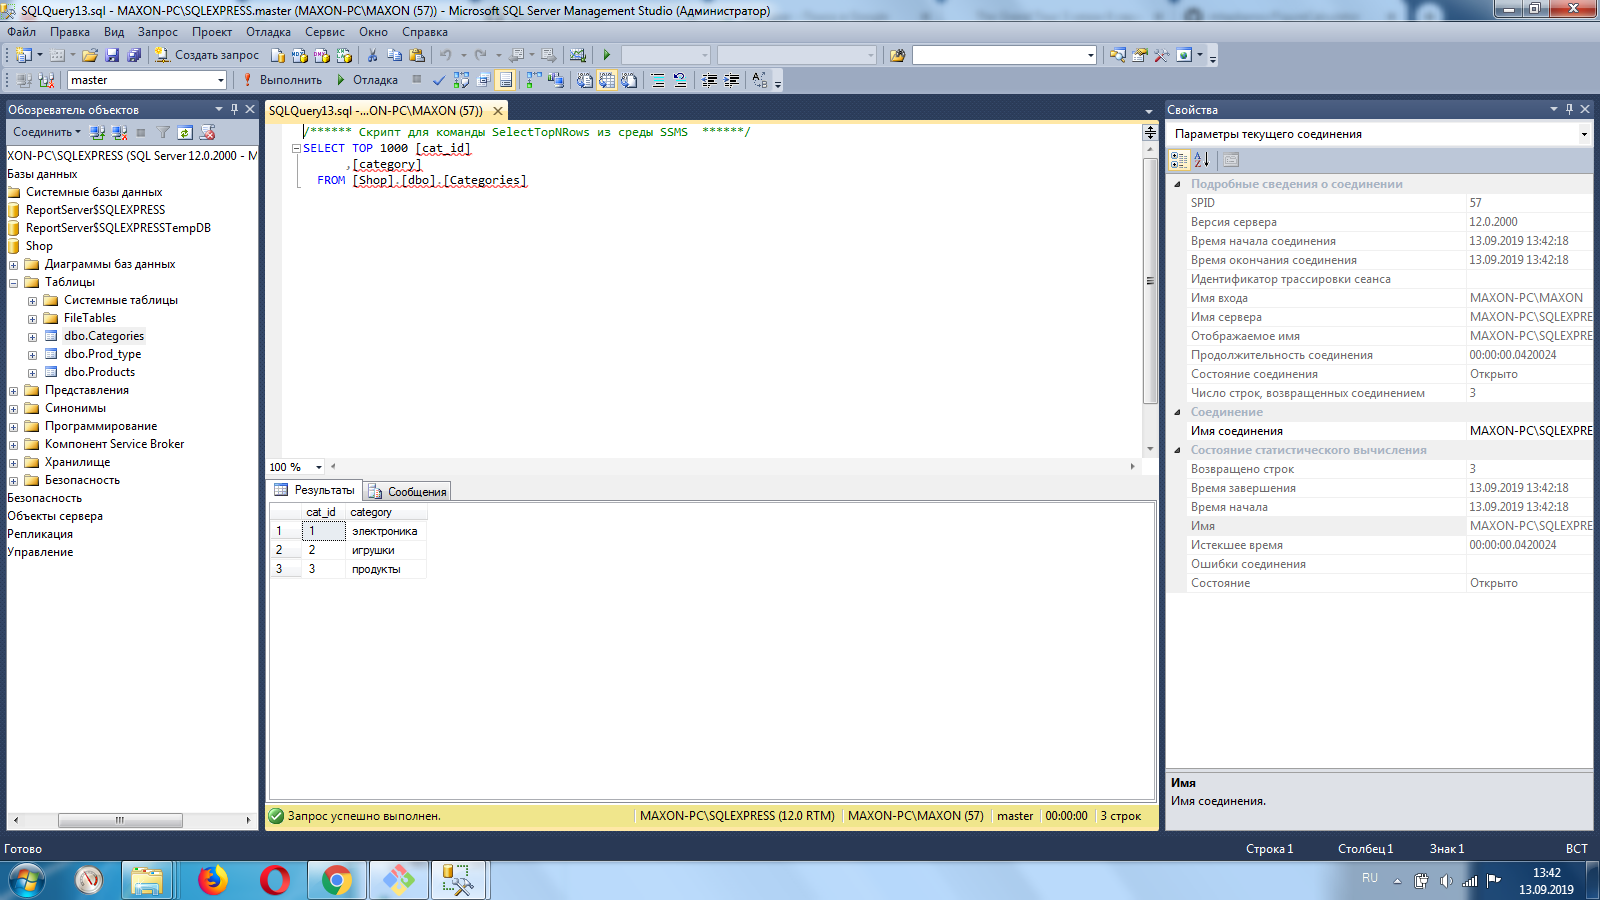 SQLQuery13.sql - MAXON-PC\SQLEXPRESS.master (MAXON-PC\MAXON (57)) - Microsoft SQL Server Management Studio (Администратор)
Файл Правка Вид Запрос Проект Отладка Сервис Окно Справка
Создать запрос
master Выполнить Отладка
Обозреватель объектов
Соединить
XON-PC\SQLEXPRESS (SQL Server 12.0.2000 - M
Базы данных
Системные базы данных
ReportServer$SQLEXPRESS
ReportServer$SQLEXPRESSTempDB
Shop
Диаграммы баз данных
Таблицы
Системные таблицы
FileTables
dbo.Categories
dbo.Prod_type
dbo.Products
Представления
Синонимы
Программирование
Компонент Service Broker
Хранилище
Безопасность
Безопасность
Объекты сервера
Репликация
Управление
SQLQuery13.sql -...ON-PC\MAXON (57))
/****** Скрипт для команды SelectTopNRows из среды SSMS ******/
SELECT TOP 1000 [cat_id]
,[category]
FROM [Shop].[dbo].[Categories]
100 %
Результаты Сообщения
cat_id category
1 1 электроника
2 2 игрушки
3 3 продукты
Запрос успешно выполнен. MAXON-PC\SQLEXPRESS (12.0 RTM) MAXON-PC\MAXON (57) master 00:00:00 3 строк
Свойства
Параметры текущего соединения
Подробные сведения о соединении
SPID 57
Версия сервера 12.0.2000
Время начала соединения 13.09.2019 13:42:18
Время окончания соединения 13.09.2019 13:42:18
Идентификатор трассировки сеанса
Имя входа MAXON-PC\MAXON
Имя сервера MAXON-PC\SQLEXPRE
Отображаемое имя MAXON-PC\SQLEXPRE
Продолжительность соединения 00:00:00.0420024
Состояние соединения Открыто
Число строк, возвращенных соединением 3
Соединение
Имя соединения MAXON-PC\SQLEXPRE
Состояние статистического вычисления
Возвращено строк 3
Время завершения 13.09.2019 13:42:18
Время начала 13.09.2019 13:42:18
Имя MAXON-PC\SQLEXPRE
Истекшее время 00:00:00.0420024
Ошибки соединения
Состояние Открыто
Имя
Имя соединения.
Готово Строка 1 Столбец 1 Знак 1 ВСТ
RU 13:42
13.09.2019